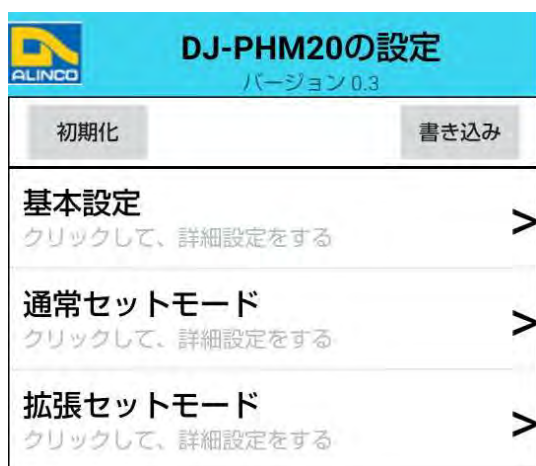 ALINCO
DJ-PHM20の設定
バージョン 0.3
初期化
書き込み
基本設定
クリックして、詳細設定をする
>
通常セットモード
クリックして、詳細設定をする
>
拡張セットモード
クリックして、詳細設定をする
>